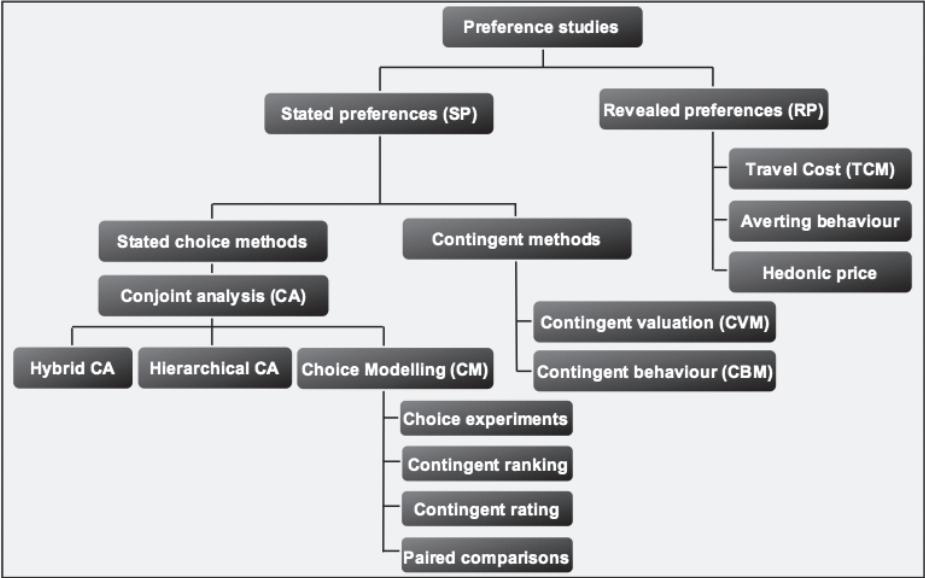 Preference studies
Stated preferences (SP)
Revealed preferences (RP)
Travel Cost (TCM)
Averting behaviour
Hedonic price
Stated choice methods
Contingent methods
Conjoint analysis (CA)
Contingent valuation (CVM)
Contingent behaviour (CBM)
Hybrid CA
Hierarchical CA
Choice Modelling (CM)
Choice experiments
Contingent ranking
Contingent rating
Paired comparisons